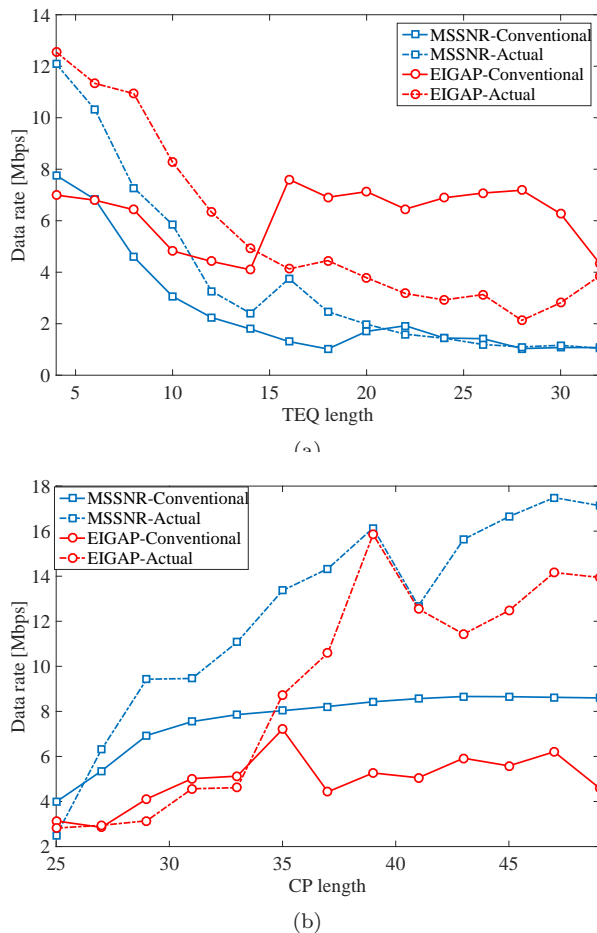 14
12
10
8
6
4
2
0
Data rate [Mbps]
MSSNR-Conventional
MSSNR-Actual
EIGAP-Conventional
EIGAP-Actual
5 10 15 20 25 30
TEQ length
(a)
18
16
14
12
10
8
6
4
2
Data rate [Mbps]
MSSNR-Conventional
MSSNR-Actual
EIGAP-Conventional
EIGAP-Actual
25 30 35 40 45
CP length
(b)